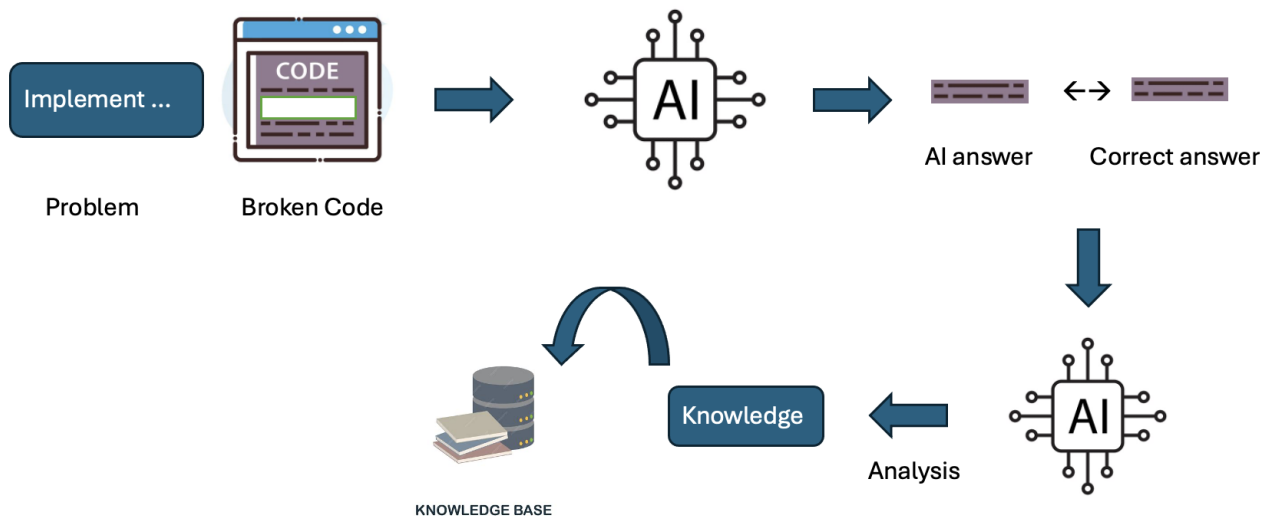 Implement ...
CODE
AI
AI answer
Correct answer
Problem
Broken Code
AI
Knowledge
Analysis
KNOWLEDGE BASE